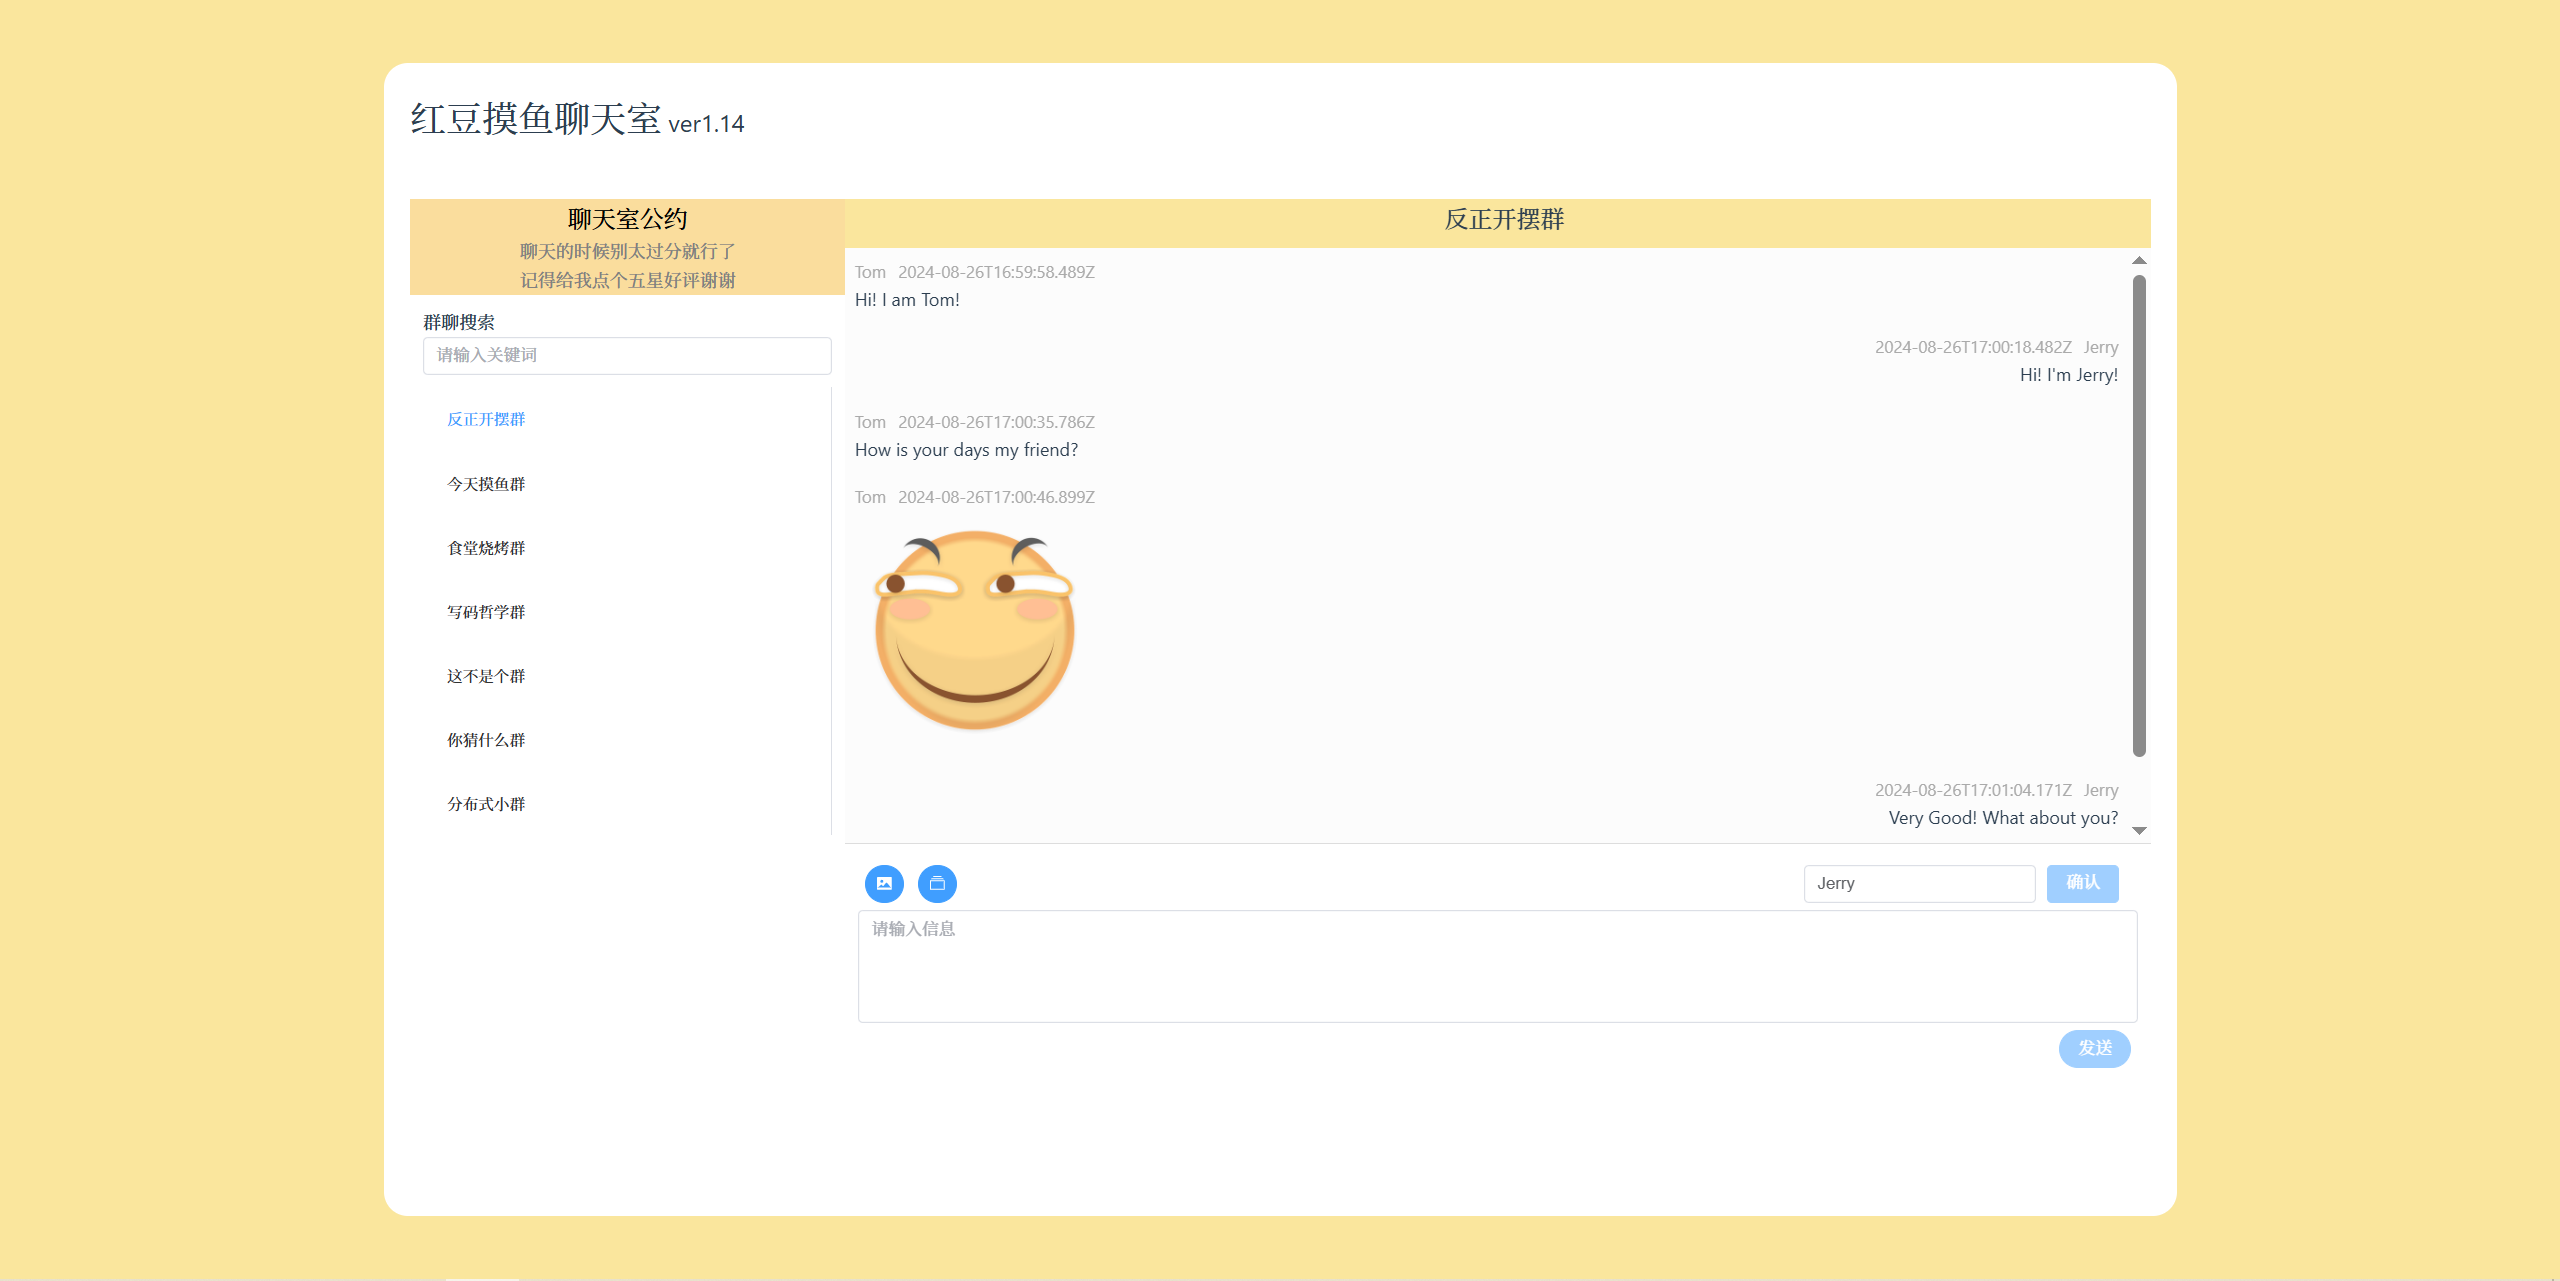 红豆摸鱼聊天室 ver1.14
聊天室公约
聊天的时候别太过分就行了
记得给我点个五星好评谢谢
群聊搜索
请输入关键词
反正开摆群
今天摸鱼群
食堂烧烤群
写码哲学群
这不是个群
你猜什么群
分布式小群
反正开摆群
Tom 2024-08-26T16:59:58.489Z
Hi! I am Tom!
2024-08-26T17:00:18.482Z Jerry
Hi! I'm Jerry!
Tom 2024-08-26T17:00:35.786Z
How is your days my friend?
Tom 2024-08-26T17:00:46.899Z
2024-08-26T17:01:04.171Z Jerry
Very Good! What about you?
Jerry 确认
请输入信息
发送